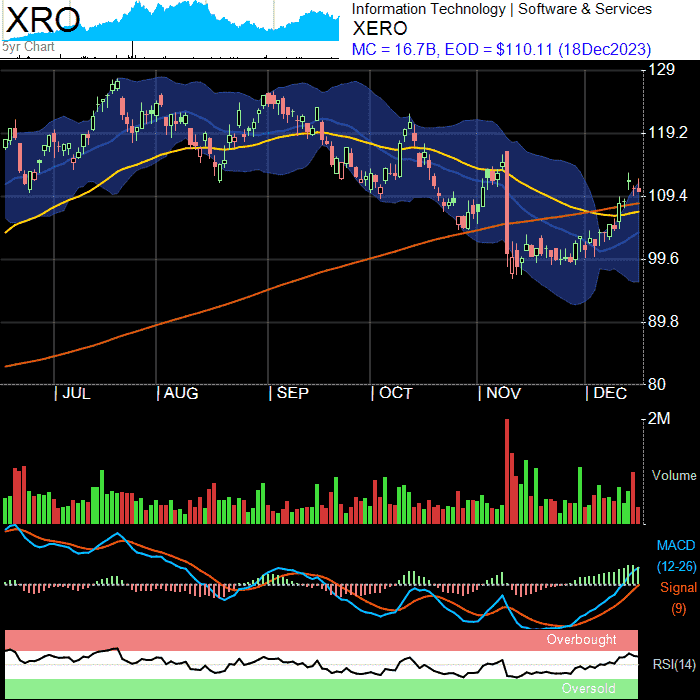 XRO
5yr Chart
Information Technology | Software & Services
XERO
MC = 16.7B, EOD = $110.11 (18Dec2023)
129
119.2
109.4
99.6
89.8
80
| JUL | AUG | SEP | OCT | NOV | DEC
2M
Volume
MACD
(12-26)
Signal
(9)
Overbought
RSI(14)
Oversold